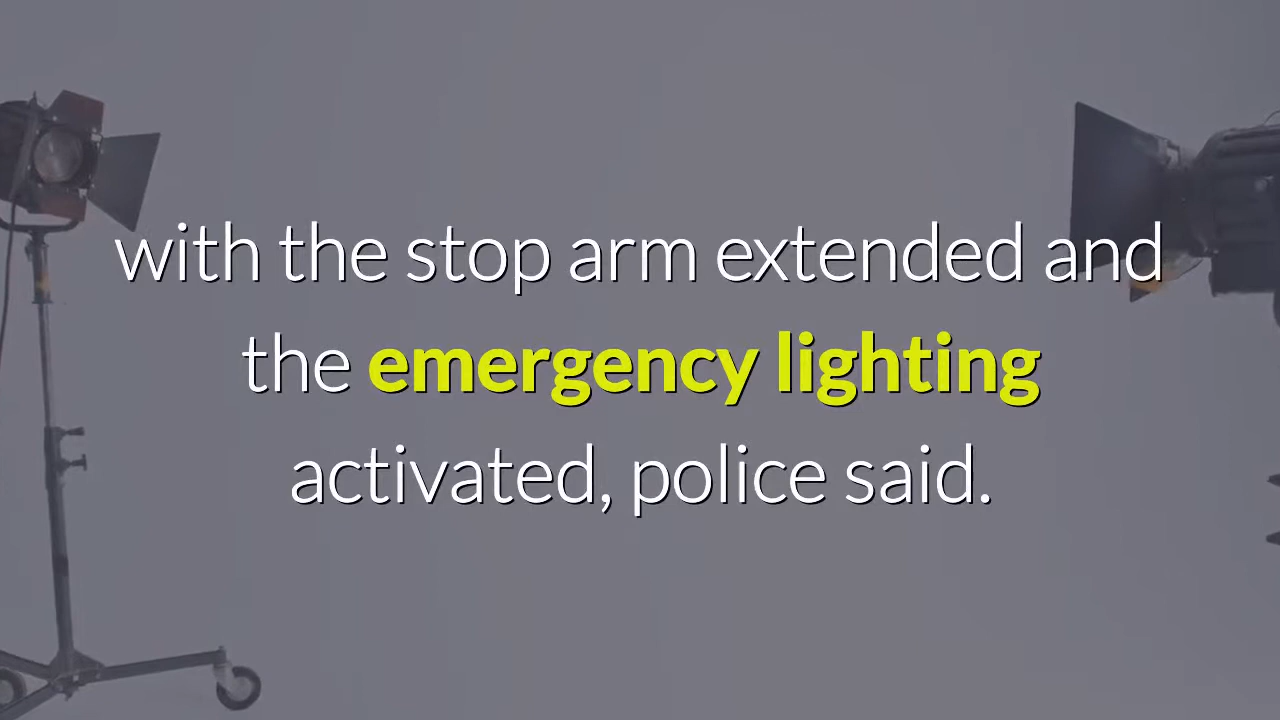 with the stop arm extended and
the emergency lighting
activated, police said.